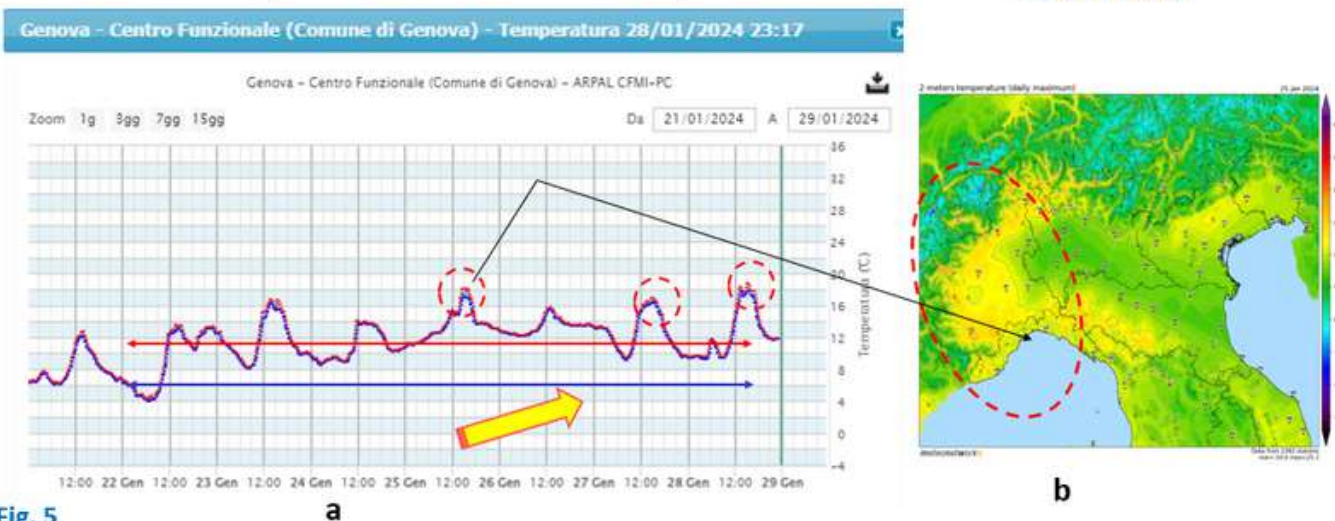 Genova - Centro Funzionale (Comune di Genova) - Temperatura 28/01/2024 23:17
Genova – Centro Funzionale (Comune di Genova) – ARPAL CFMI-PC
Zoom 1g 3gg 7gg 15gg
Da 21/01/2024 A 29/01/2024
36
32
28
24
20
16
12
8
4
0
-4
Temperatura (°C)
12:00 22 Gen 12:00 23 Gen 12:00 24 Gen 12:00 25 Gen 12:00 26 Gen 12:00 27 Gen 12:00 28 Gen 12:00 29 Gen
2 meters temperature (daily maximum)
25 Jan 2024
Fig. 5
a
b